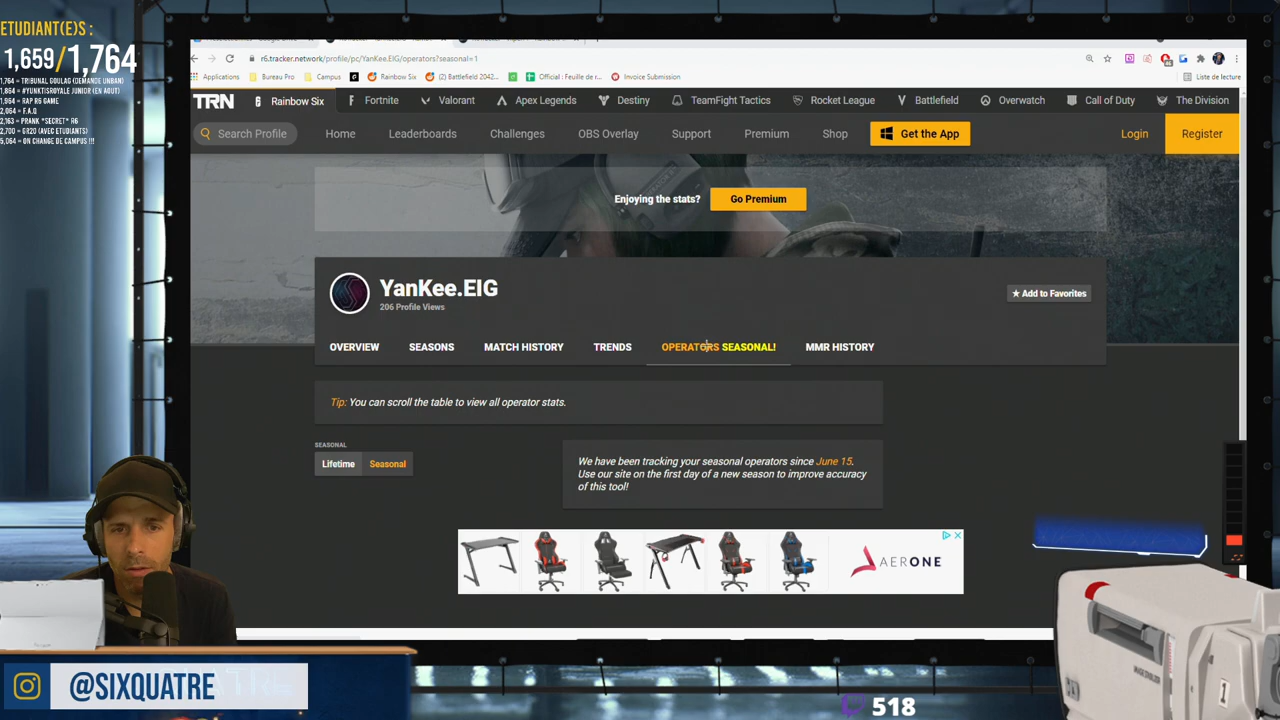 ETUDIANT(E)S :
1,659/1,764
1,764 = TRIBUNAL GOULAG (DEMANDE UNBAN)
1,864 = #YUNKTISROYALE JUNIOR (EN AOUT)
1,964 = RAP R6 GAME
2,064 = F.A.Q
2,163 = PRANK *SECRET* R6
2,700 = GR20 (AVEC ETUDIANTS)
5,064 = ON CHANGE DE CAMPUS !!!
r6.tracker.network/profile/pc/YanKee.EIG/operators?seasonal=1
Applications Bureau Pro Campus Rainbow Six (2) Battlefield 2042... Official : Feuille de r... Invoice Submission Liste de lecture
TRN Rainbow Six Fortnite Valorant Apex Legends Destiny TeamFight Tactics Rocket League Battlefield Overwatch Call of Duty The Division
Search Profile Home Leaderboards Challenges OBS Overlay Support Premium Shop Get the App Login Register
Enjoying the stats? Go Premium
YanKee.EIG
206 Profile Views
★ Add to Favorites
OVERVIEW SEASONS MATCH HISTORY TRENDS OPERATORS SEASONAL! MMR HISTORY
Tip: You can scroll the table to view all operator stats.
SEASONAL
Lifetime Seasonal
We have been tracking your seasonal operators since June 15.
Use our site on the first day of a new season to improve accuracy
of this tool!
AERONE
1
@SIXQUATRE
518